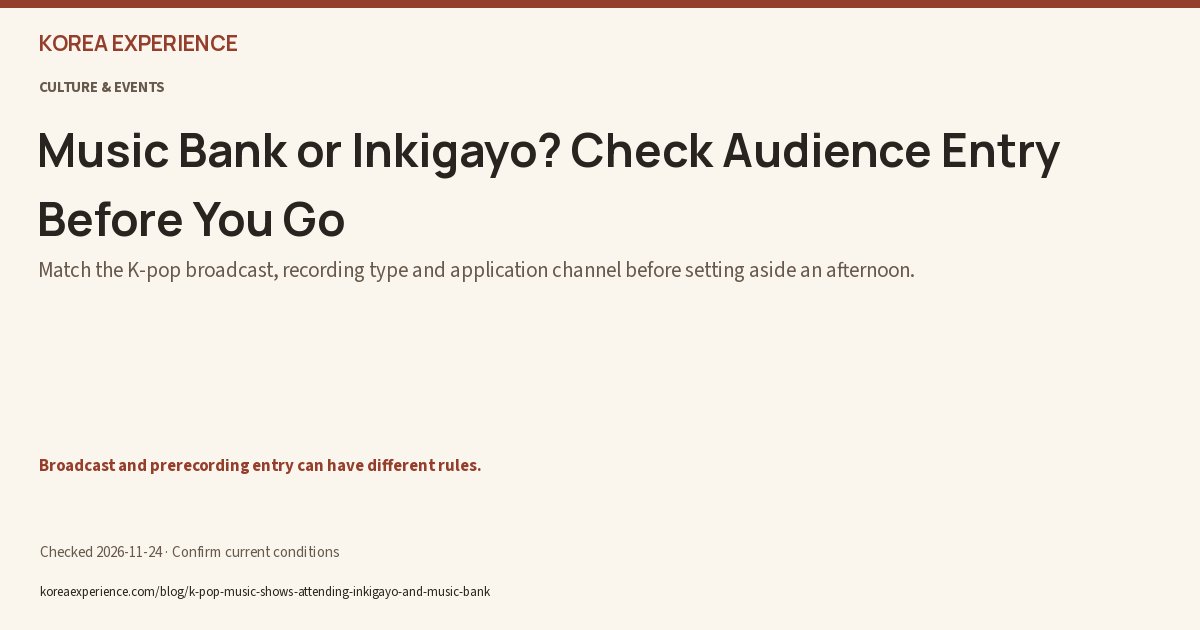 KOREA EXPERIENCE
CULTURE & EVENTS
Music Bank or Inkigayo? Check Audience Entry
Before You Go
Match the K-pop broadcast, recording type and application channel before setting aside an afternoon.
Broadcast and prerecording entry can have different rules.
Checked 2026-11-24 · Confirm current conditions
koreaexperience.com/blog/k-pop-music-shows-attending-inkigayo-and-music-bank